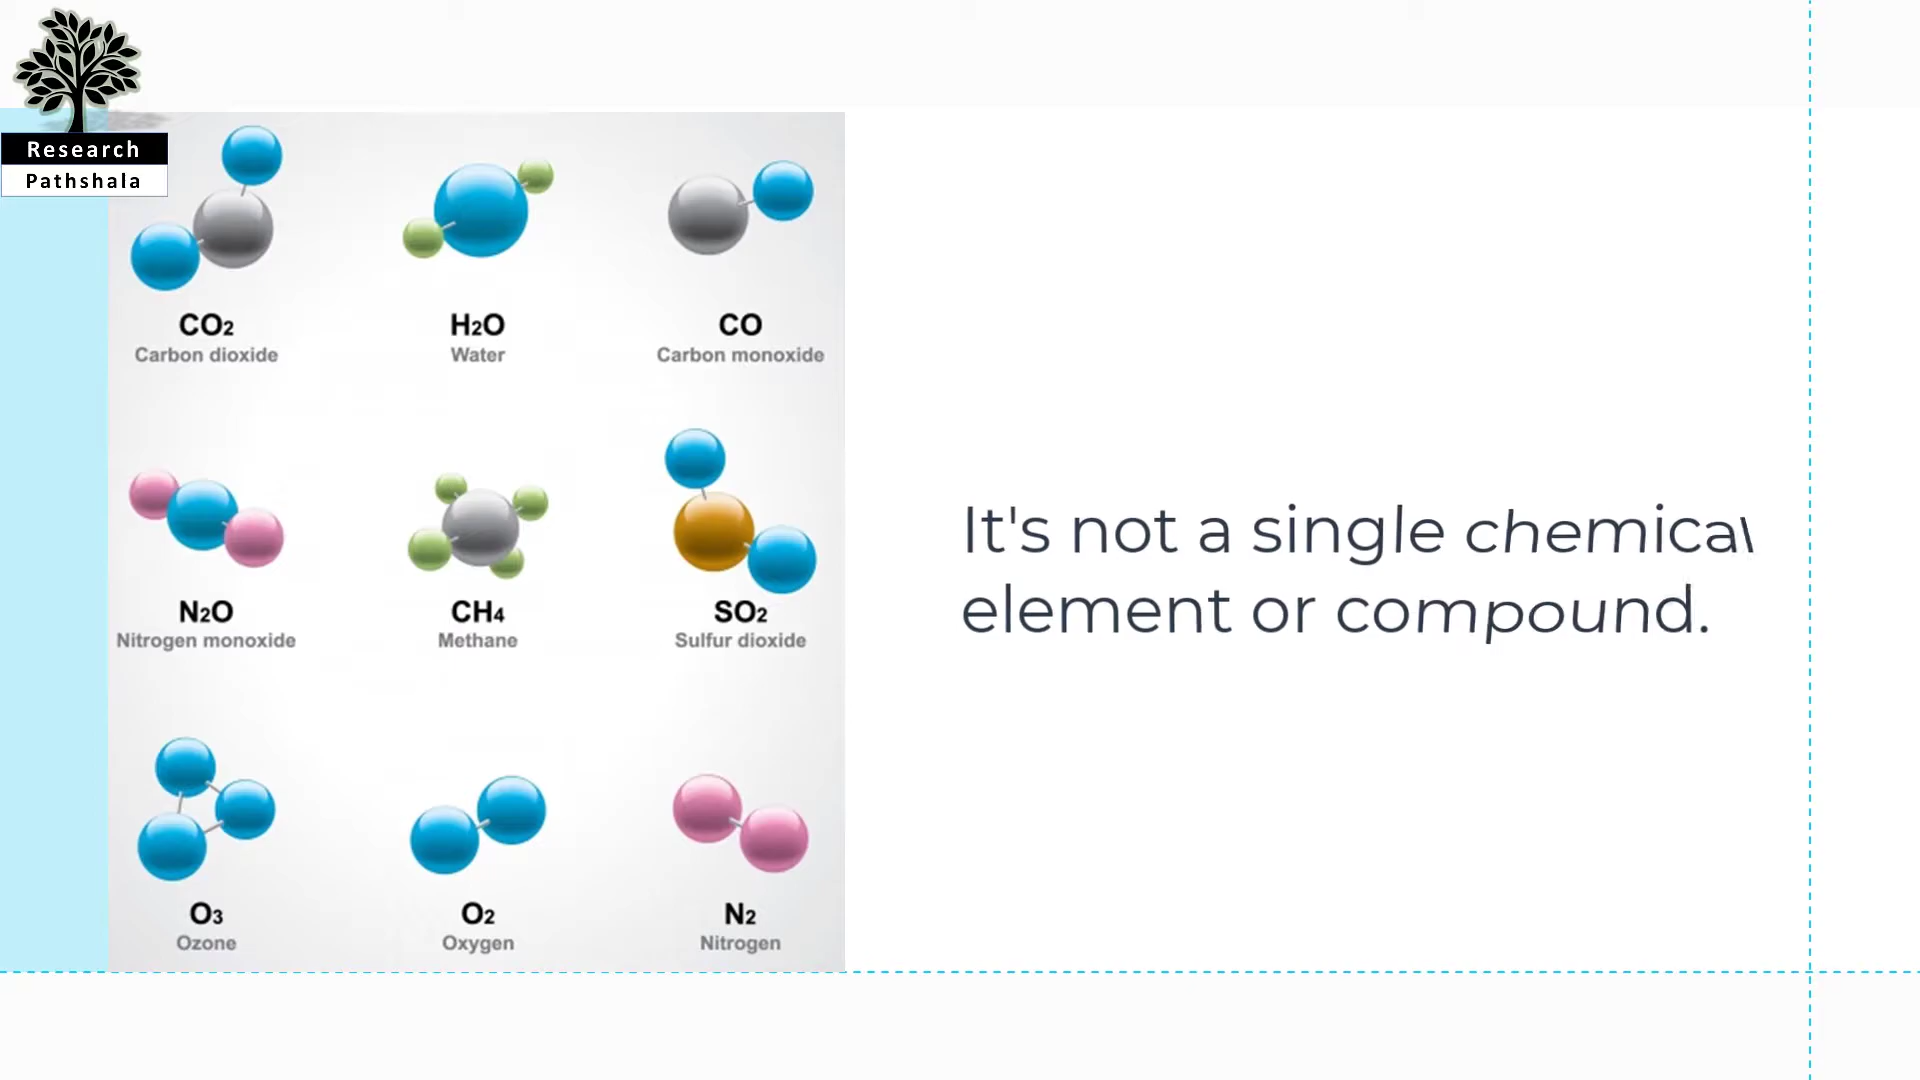 Research
Pathshala
CO2
Carbon dioxide
H2O
Water
CO
Carbon monoxide
N2O
Nitrogen monoxide
CH4
Methane
SO2
Sulfur dioxide
O3
Ozone
O2
Oxygen
N2
Nitrogen
It's not a single chemical
element or compound.